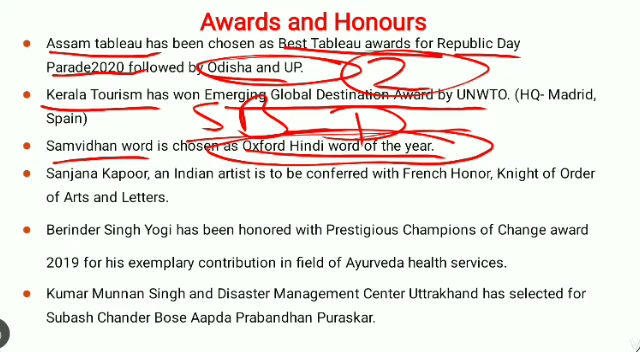 Awards and Honours
• Assam tableau has been chosen as Best Tableau awards for Republic Day
Parade2020 followed by Odisha and UP.
2
• Kerala Tourism has won Emerging Global Destination Award by UNWTO. (HQ- Madrid,
Spain)
SBD
• Samvidhan word is chosen as Oxford Hindi word of the year.
• Sanjana Kapoor, an Indian artist is to be conferred with French Honor, Knight of Order
of Arts and Letters.
• Berinder Singh Yogi has been honored with Prestigious Champions of Change award
2019 for his exemplary contribution in field of Ayurveda health services.
• Kumar Munnan Singh and Disaster Management Center Uttrakhand has selected for
Subash Chander Bose Aapda Prabandhan Puraskar.